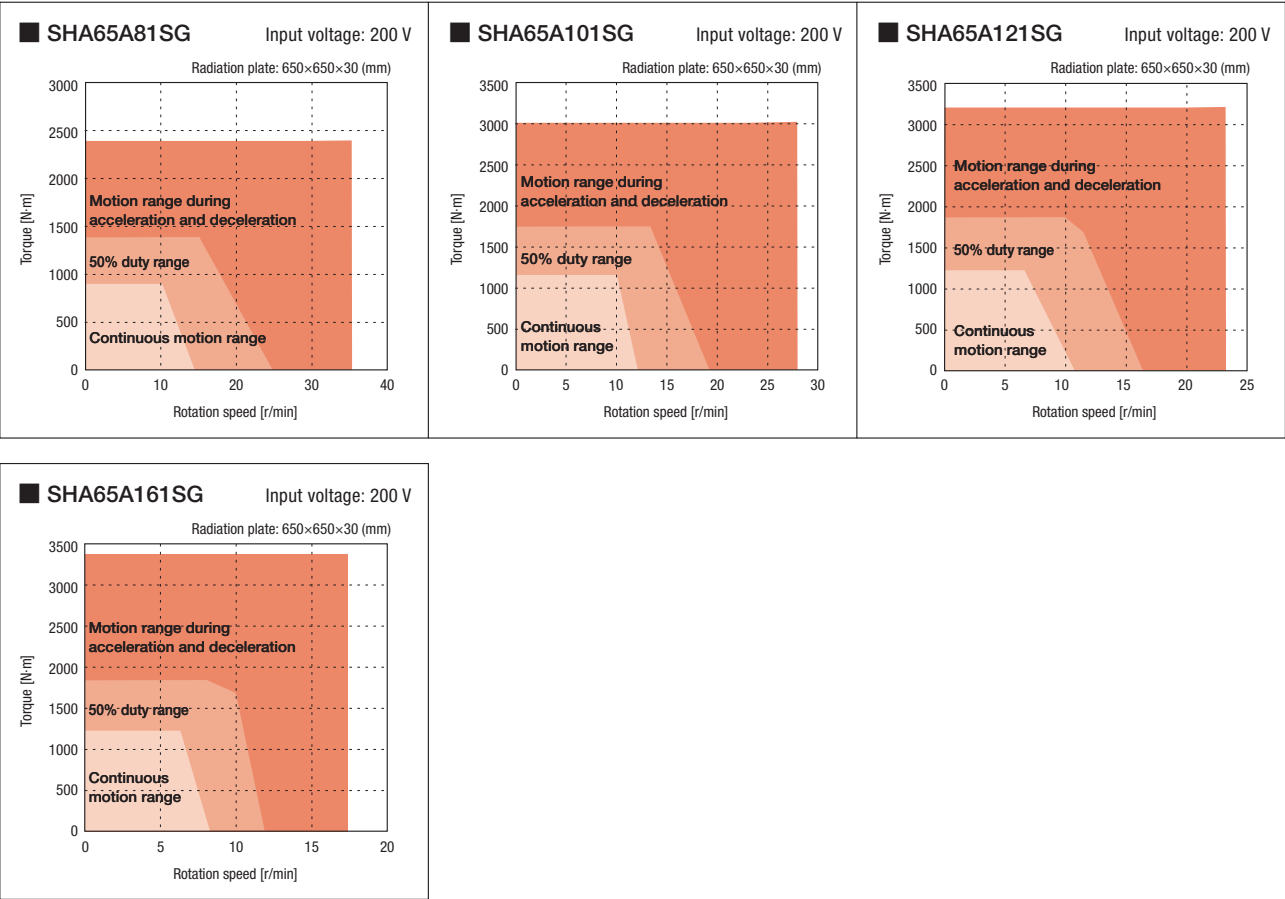 ■ SHA65A81SG Input voltage: 200 V
Radiation plate: 650×650×30 (mm)
3000
2500
2000
1500
1000
500
0
Torque [N·m]
Motion range during
acceleration and deceleration
50% duty range
Continuous motion range
0 10 20 30 40
Rotation speed [r/min]
■ SHA65A101SG Input voltage: 200 V
Radiation plate: 650×650×30 (mm)
3500
3000
2500
2000
1500
1000
500
0
Torque [N·m]
Motion range during
acceleration and deceleration
50% duty range
Continuous
motion range
0 5 10 15 20 25 30
Rotation speed [r/min]
■ SHA65A121SG Input voltage: 200 V
Radiation plate: 650×650×30 (mm)
3500
3000
2500
2000
1500
1000
500
0
Torque [N·m]
Motion range during
acceleration and deceleration
50% duty range
Continuous
motion range
0 5 10 15 20 25
Rotation speed [r/min]
■ SHA65A161SG Input voltage: 200 V
Radiation plate: 650×650×30 (mm)
3500
3000
2500
2000
1500
1000
500
0
Torque [N·m]
Motion range during
acceleration and deceleration
50% duty range
Continuous
motion range
0 5 10 15 20
Rotation speed [r/min]